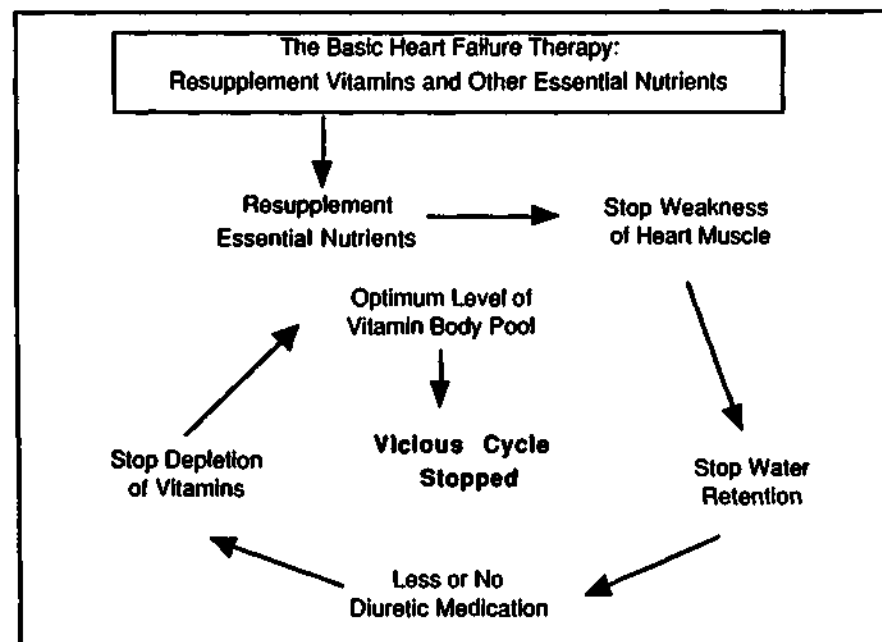 The Basic Heart Failure Therapy:
Resupplement Vitamins and Other Essential Nutrients
Resupplement
Essential Nutrients
Stop Weakness
of Heart Muscle
Optimum Level of
Vitamin Body Pool
Vicious Cycle
Stopped
Stop Depletion
of Vitamins
Stop Water
Retention
Less or No
Diuretic Medication